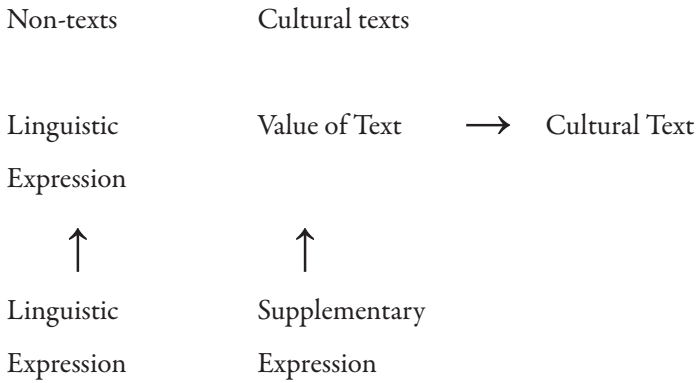 Non-texts Cultural texts
Linguistic Value of Text → Cultural Text
Expression
↑ ↑
Linguistic Supplementary
Expression Expression